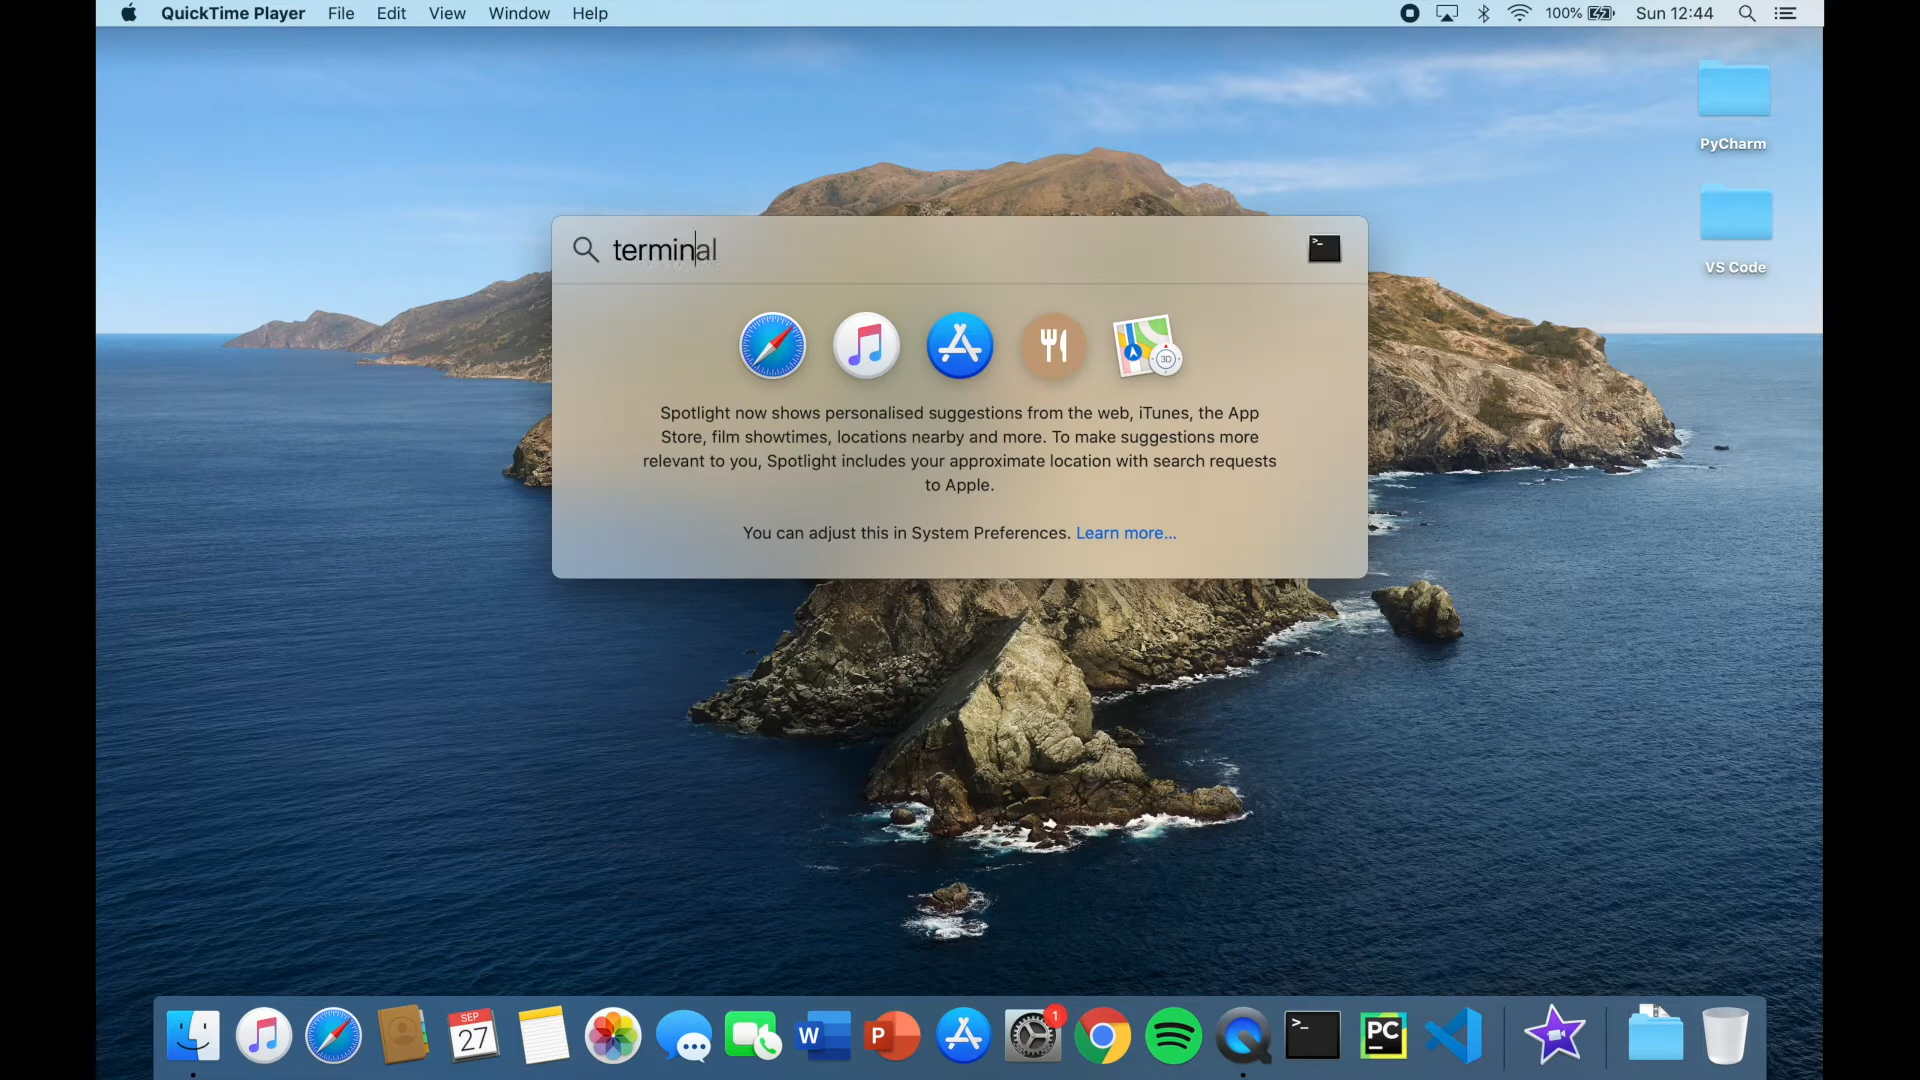 QuickTime Player File Edit View Window Help 100% Sun 12:44
PyCharm
VS Code
terminal
>_
3D
Spotlight now shows personalised suggestions from the web, iTunes, the App
Store, film showtimes, locations nearby and more. To make suggestions more
relevant to you, Spotlight includes your approximate location with search requests
to Apple.
You can adjust this in System Preferences. Learn more...
SEP
27
W
P
1
>_
PC